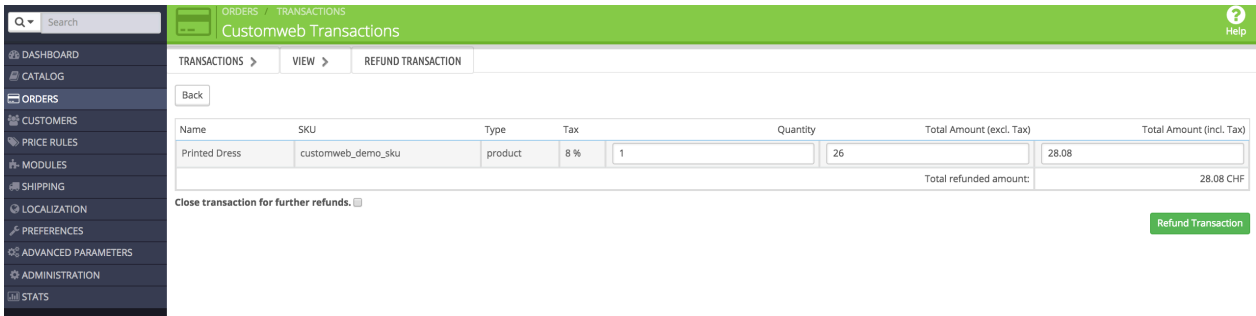 Search
DASHBOARD
CATALOG
ORDERS
CUSTOMERS
PRICE RULES
MODULES
SHIPPING
LOCALIZATION
PREFERENCES
ADVANCED PARAMETERS
ADMINISTRATION
STATS
ORDERS / TRANSACTIONS
Customweb Transactions
Help
TRANSACTIONS > VIEW > REFUND TRANSACTION
Back
Name SKU Type Tax Quantity Total Amount (excl. Tax) Total Amount (incl. Tax)
Printed Dress customweb_demo_sku product 8 % 1 26 28.08
Total refunded amount: 28.08 CHF
Close transaction for further refunds.
Refund Transaction